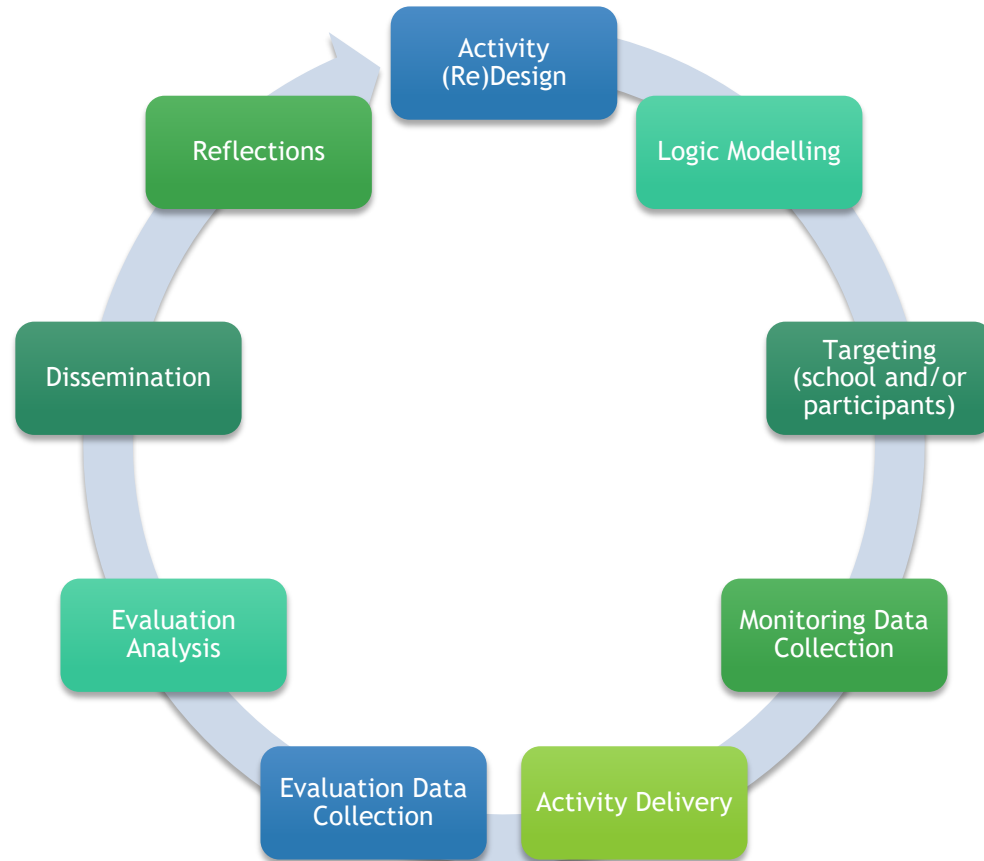 Activity
(Re)Design
Logic Modelling
Targeting
(school and/or
participants)
Monitoring Data
Collection
Activity Delivery
Evaluation Data
Collection
Evaluation
Analysis
Dissemination
Reflections